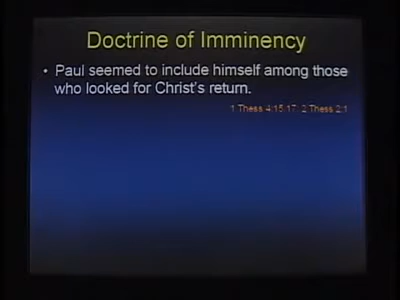 Doctrine of Imminency
• Paul seemed to include himself among those
who looked for Christ's return.
1 Thess 4:15,17; 2 Thess 2:1